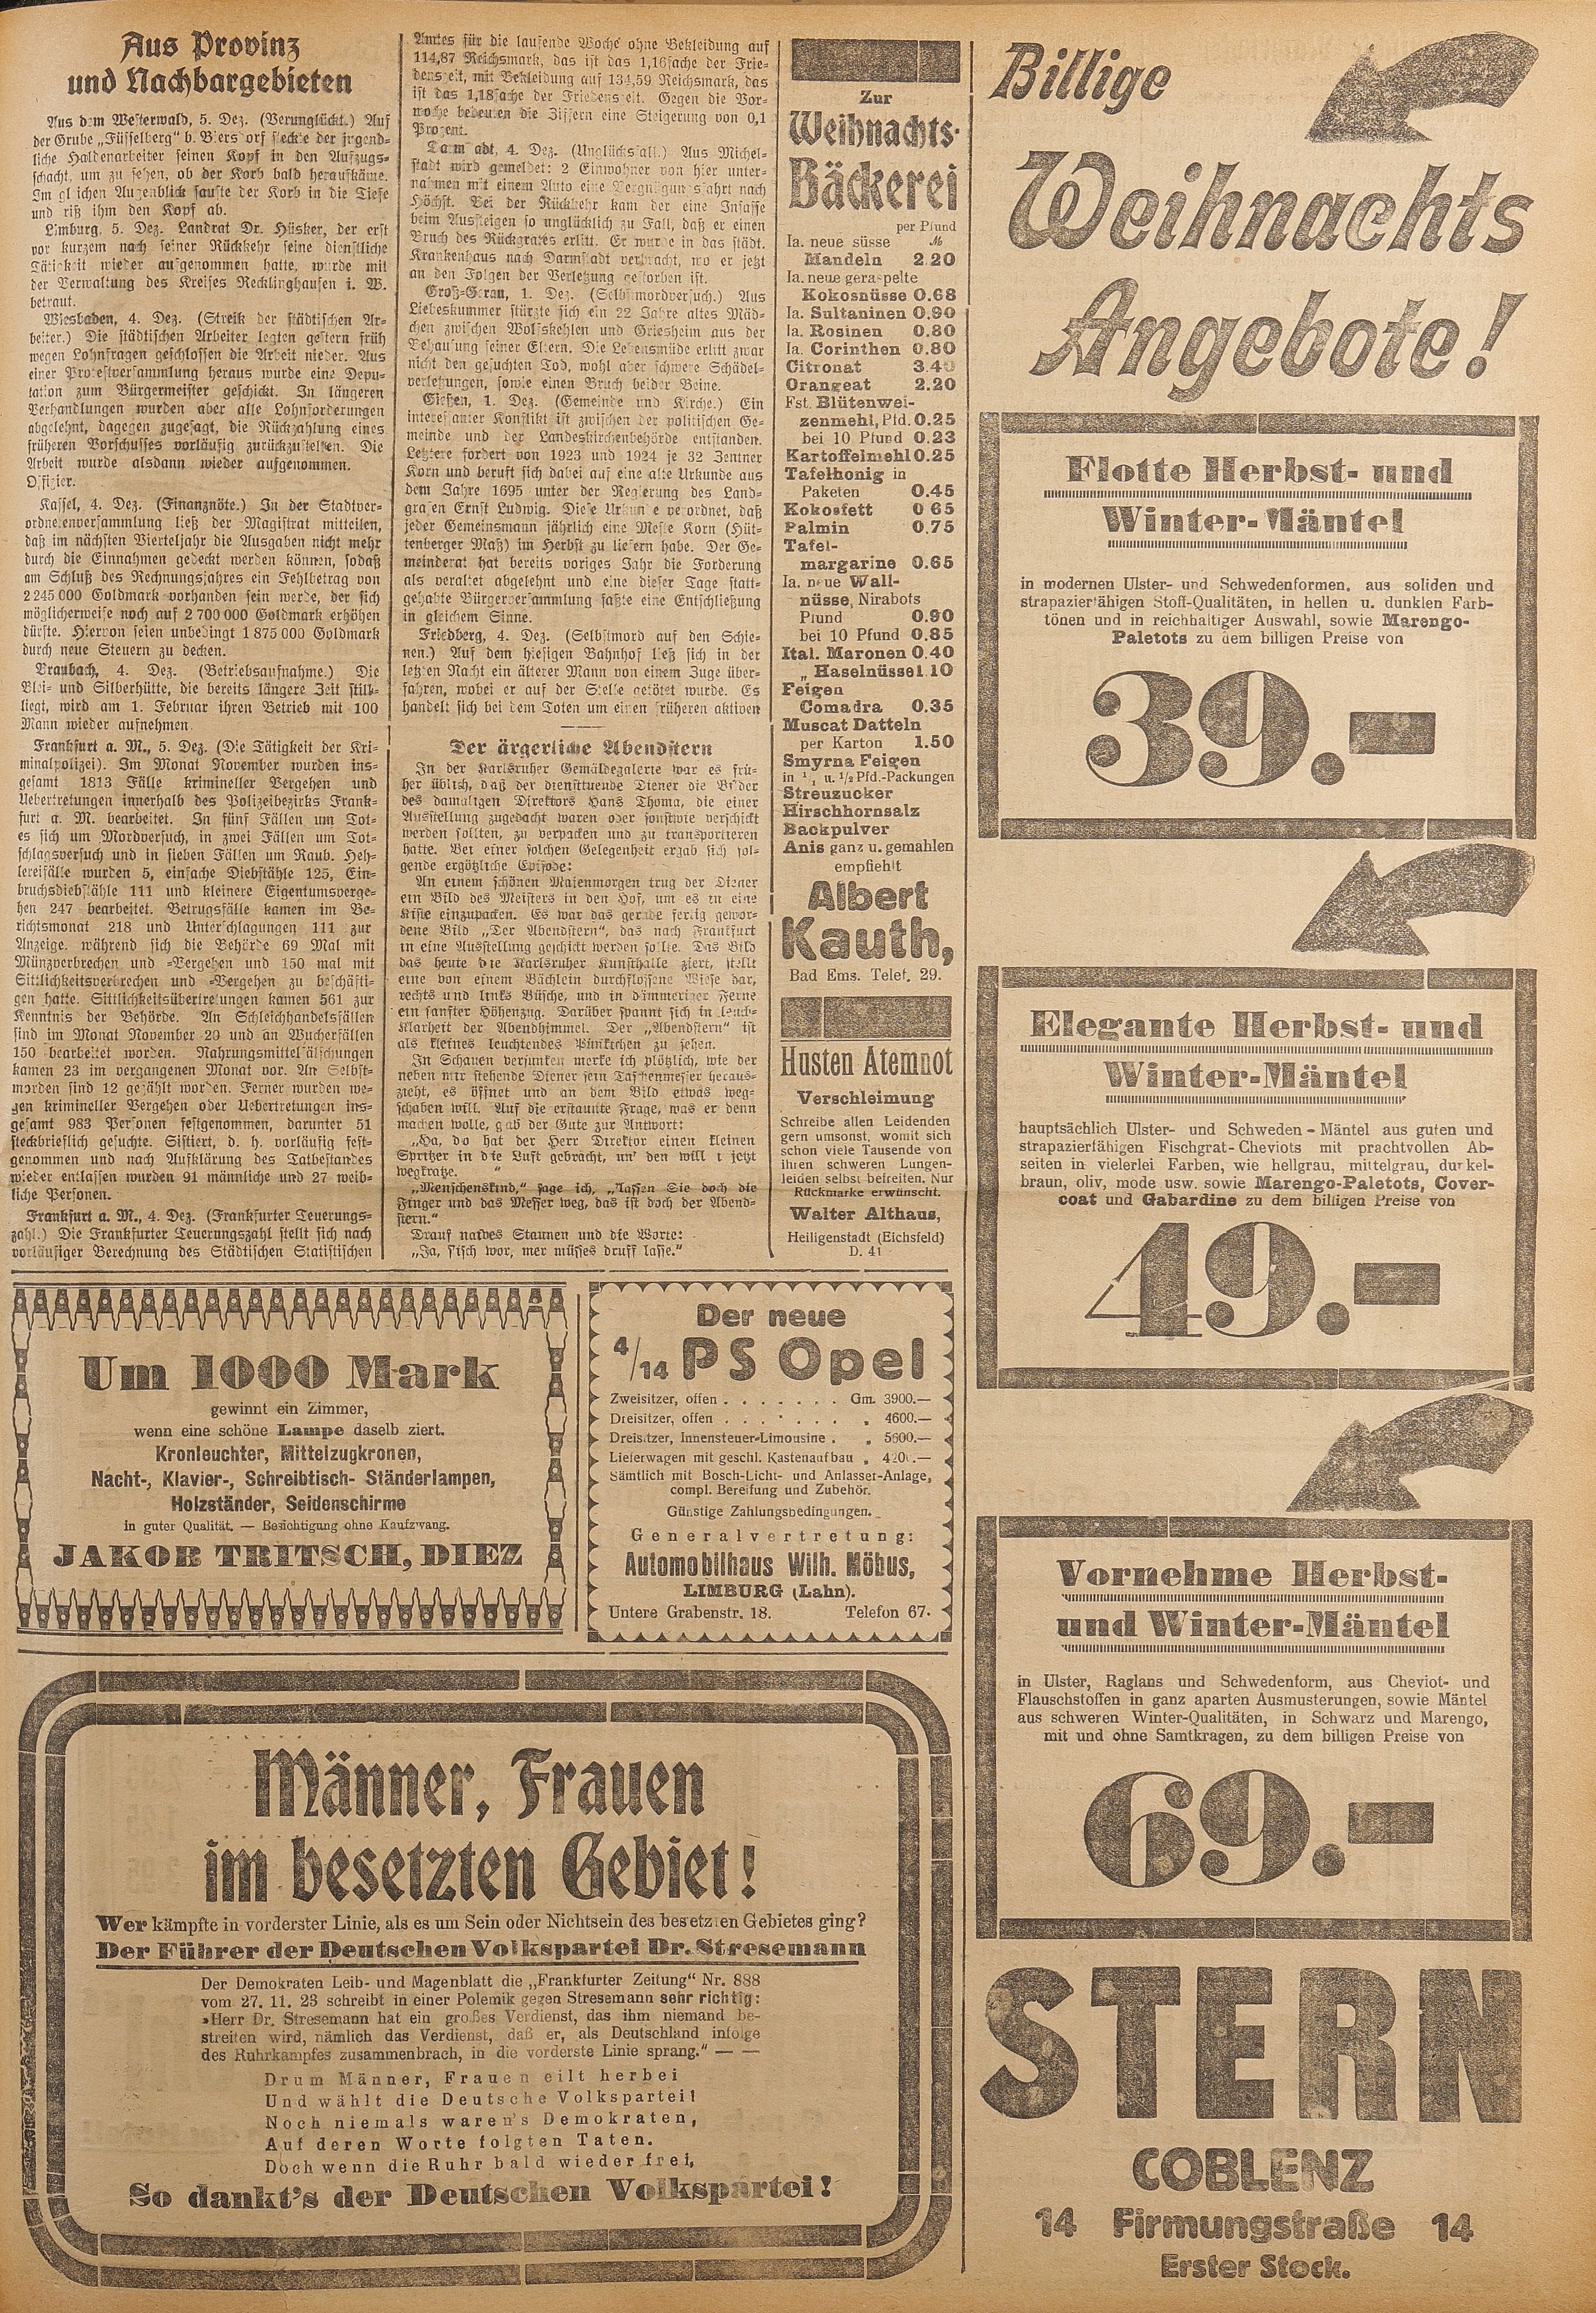 Aus Provinz
und Nachbargebieten
Aus dem Westerwald, 5. Dez. (Verunglückt.) Auf
der Grube „Füsselberg" b. Biersdorf steckte der jugend-
liche Haldenarbeiter seinen Kopf in den Aufzugs-
schacht, um zu sehen, ob der Korb bald heraufkäme.
Im gleichen Augenblick sauste der Korb in die Tiefe
und riß ihm den Kopf ab.
Limburg, 5. Dez. Landrat Dr. Hüsker, der erst
vor kurzem nach seiner Rückkehr seine dienstliche
Tätigkeit wieder aufgenommen hatte, wurde mit
der Verwaltung des Kreises Recklinghausen i. W.
betraut.
Wiesbaden, 4. Dez. (Streik der städtischen Ar-
beiter.) Die städtischen Arbeiter legten gestern früh
wegen Lohnfragen geschlossen die Arbeit nieder. Aus
einer Protestversammlung heraus wurde eine Depu-
tation zum Bürgermeister geschickt. In längeren
Verhandlungen wurden aber alle Lohnforderungen
abgelehnt, dagegen zugesagt, die Rückzahlung eines
früheren Vorschusses vorläufig zurückzustellen. Die
Arbeit wurde alsdann wieder aufgenommen.
Offizier.
Kassel, 4. Dez. (Finanznöte.) In der Stadtver-
ordnetenversammlung ließ der Magistrat mitteilen,
daß im nächsten Vierteljahr die Ausgaben nicht mehr
durch die Einnahmen gedeckt werden können, sodaß
am Schluß des Rechnungsjahres ein Fehlbetrag von
2 245 000 Goldmark vorhanden sein werde, der sich
möglicherweise noch auf 2 700 000 Goldmark erhöhen
dürfte. Hiervon seien unbedingt 1 875 000 Goldmark
durch neue Steuern zu decken.
Braubach, 4. Dez. (Betriebsaufnahme.) Die
Blei- und Silberhütte, die bereits längere Zeit still-
liegt, wird am 1. Februar ihren Betrieb mit 100
Mann wieder aufnehmen.
Frankfurt a. M., 5. Dez. (Die Tätigkeit der Kri-
minalpolizei). Im Monat November wurden ins-
gesamt 1813 Fälle krimineller Vergehen und
Uebertretungen innerhalb des Polizeibezirks Frank-
furt a. M. bearbeitet. In fünf Fällen um Tot-
es sich um Mordversuch, in zwei Fällen um Tot-
schlagsversuch und in sieben Fällen um Raub. Heh-
lereifälle wurden 5, einfache Diebstähle 125, Ein-
bruchsdiebstähle 111 und kleinere Eigentumsverge-
hen 247 bearbeitet. Betrugsfälle kamen im Be-
richtsmonat 218 und Unterschlagungen 111 zur
Anzeige, während sich die Behörde 69 Mal mit
Münzverbrechen und =Vergehen und 150 mal mit
Sittlichkeitsverbrechen und =Vergehen zu beschäfti-
gen hatte. Sittlichkeitsübertretungen kamen 561 zur
Kenntnis der Behörde. An Schleichhandelsfällen
sind im Monat November 29 und an Wucherfällen
150 bearbeitet worden. Nahrungsmittelfälschungen
kamen 23 im vergangenen Monat vor. An Selbst-
morden sind 12 gezählt worden. Ferner wurden we-
gen krimineller Vergehen oder Uebertretungen ins-
gesamt 983 Personen festgenommen, darunter 51
steckbrieflich gesuchte. Sistiert, d. h. vorläufig fest-
genommen und nach Aufklärung des Tatbestandes
wieder entlassen wurden 91 männliche und 27 weib-
liche Personen.
Frankfurt a. M., 4. Dez. (Frankfurter Teuerungs-
zahl.) Die Frankfurter Teuerungszahl stellt sich nach
vorläufiger Berechnung des Städtischen Statistischen
Amtes für die laufende Woche ohne Bekleidung auf
114,87 Reichsmark, das ist das 1,16fache der Frie-
denszeit, mit Bekleidung auf 134,59 Reichsmark, das
ist das 1,18fache der Friedenszeit. Gegen die Vor-
woche bedeuten die Ziffern eine Steigerung von 0,1
Prozent.
Darmstadt, 4. Dez. (Unglücksfall.) Aus Michel-
stadt wird gemeldet: 2 Einwohner von hier unter-
nahmen mit einem Auto eine Vergnügungsfahrt nach
Höchst. Bei der Rückkehr kam der eine Insasse
beim Aussteigen so unglücklich zu Fall, daß er einen
Bruch des Rückgrates erlitt. Er wurde in das städt.
Krankenhaus nach Darmstadt verbracht, wo er jetzt
an den Folgen der Verletzung gestorben ist.
Groß-Gerau, 1. Dez. (Selbstmordversuch.) Aus
Liebeskummer stürzte sich ein 22 Jahre altes Mäd-
chen zwischen Wolfskehlen und Griesheim aus der
Behausung seiner Eltern. Die Lebensmüde erlitt zwar
nicht den gesuchten Tod, wohl aber schwere Schädel-
verletzungen, sowie einen Bruch beider Beine.
Gießen, 1. Dez. (Gemeinde und Kirche.) Ein
interessanter Konflikt ist zwischen der politischen Ge-
meinde und der Landeskirchenbehörde entstanden.
Letztere fordert von 1923 und 1924 je 32 Zentner
Korn und beruft sich dabei auf eine alte Urkunde aus
dem Jahre 1695 unter der Regierung des Land-
grafen Ernst Ludwig. Diese Urkunde verordnet, daß
jeder Gemeinsmann jährlich eine Meste Korn (Hüt-
tenberger Maß) im Herbst zu liefern habe. Der Ge-
meinderat hat bereits voriges Jahr die Forderung
als veraltet abgelehnt und eine dieser Tage statt-
gehabte Bürgerversammlung faßte eine Entschließung
in gleichem Sinne.
Friedberg, 4. Dez. (Selbstmord auf den Schie-
nen.) Auf dem hiesigen Bahnhof ließ sich in der
letzten Nacht ein älterer Mann von einem Zuge über-
fahren, wobei er auf der Stelle getötet wurde. Es
handelt sich bei dem Toten um einen früheren aktiven
Der ärgerliche Abendstern
In der Karlsruher Gemäldegalerie war es frü-
her üblich, daß der diensttuende Diener die Bilder
des damaligen Direktors Hans Thoma, die einer
Ausstellung zugedacht waren oder sonstwie verschickt
werden sollten, zu verpacken und zu transportieren
hatte. Bei einer solchen Gelegenheit ergab sich fol-
gende ergötzliche Episode:
An einem schönen Maienmorgen trug der Diener
ein Bild des Meisters in den Hof, um es in eine
Kiste einzupacken. Es war das gerade fertig gewor-
dene Bild „Der Abendstern", das nach Frankfurt
in eine Ausstellung geschickt werden sollte. Das Bild
das heute die Karlsruher Kunsthalle ziert, stellt
eine von einem Bächlein durchflossene Wiese dar,
rechts und links Büsche, und in dämmeriger Ferne
ein sanfter Höhenzug. Darüber spannt sich in
Klarheit der Abendhimmel. Der „Abendstern" ist
als kleines leuchtendes Pünktchen zu sehen.
In Schauen versunken merke ich plötzlich, wie der
neben mir stehende Diener sein Taschenmesser heraus-
zieht, es öffnet und an dem Bild etwas weg-
schaben will. Auf die erstaunte Frage, was er denn
machen wolle, gab der Gute zur Antwort:
„Ha, do hat der Herr Direktor einen kleinen
Spritzer in die Luft gebracht, un' den will i jetzt
wegkratze. "
„Menschenskind," sage ich, „lassen Sie doch die
Finger und das Messer weg, das ist doch der Abend-
stern."
Drauf naives Staunen und die Worte:
„Ja, sisch wor, mer müsses druff lasse."
Zur
Weihnachts-
Bäckerei
per Pfund
Ia. neue süsse ℳ
Mandeln 2.20
Ia. neue geraspelte
Kokosnüsse 0.68
Ia. Sultaninen 0.90
Ia. Rosinen 0.80
Ia. Corinthen 0.80
Citronat 3.40
Orangeat 2.20
Fst. Blütenwei-
zenmehl, Pfd. 0.25
bei 10 Pfund 0.23
Kartoffelmehl 0.25
Tafelhonig in
Paketen 0.45
Kokosfett 0 65
Palmin 0.75
Tafel-
margarine 0.65
Ia. neue Wall-
nüsse, Nirabots
Pfund 0.90
bei 10 Pfund 0.85
Ital. Maronen 0.40
„ Haselnüsse 1.10
Feigen
Comadra 0.35
Muscat Datteln
per Karton 1.50
Smyrna Feigen
in ¹/₁ u. ¹/₂ Pfd.-Packungen
Streuzucker
Hirschhornsalz
Backpulver
Anis ganz u. gemahlen
empfiehlt
Albert
Kauth,
Bad Ems. Telef. 29.
Husten Atemnot
Verschleimung
Schreibe allen Leidenden
gern umsonst, womit sich
schon viele Tausende von
ihren schweren Lungen-
leiden selbst befreiten. Nur
Rückmarke erwünscht.
Walter Althaus,
Heiligenstadt (Eichsfeld)
D. 41
Um 1000 Mark
gewinnt ein Zimmer,
wenn eine schöne Lampe daselb ziert.
Kronleuchter, Mittelzugkronen,
Nacht-, Klavier-, Schreibtisch- Ständerlampen,
Holzständer, Seidenschirme
in guter Qualität. — Besichtigung ohne Kaufzwang.
JAKOB TRITSCH, DIEZ
Der neue
4/14 PS Opel
Zweisitzer, offen . . . . . . . Gm. 3900.—
Dreisitzer, offen . . . . . . . „ 4600.—
Dreisitzer, Innensteuer-Limousine . „ 5600.—
Lieferwagen mit geschl. Kastenaufbau „ 4200.—
Sämtlich mit Bosch-Licht- und Anlasser-Anlage,
compl. Bereifung und Zubehör.
Günstige Zahlungsbedingungen.
Generalvertretung:
Automobilhaus Wilh. Möbus,
LIMBURG (Lahn).
Untere Grabenstr. 18. Telefon 67.
Männer, Frauen
im besetzten Gebiet!
Wer kämpfte in vorderster Linie, als es um Sein oder Nichtsein des besetzten Gebietes ging?
Der Führer der Deutschen Volkspartei Dr. Stresemann
Der Demokraten Leib- und Magenblatt die „Frankfurter Zeitung" Nr. 888
vom 27. 11. 23 schreibt in einer Polemik gegen Stresemann sehr richtig:
»Herr Dr. Stresemann hat ein großes Verdienst, das ihm niemand be-
streiten wird, nämlich das Verdienst, daß er, als Deutschland infolge
des Ruhrkampfes zusammenbrach, in die vorderste Linie sprang." — —
Drum Männer, Frauen eilt herbei
Und wählt die Deutsche Volkspartei!
Noch niemals waren's Demokraten,
Auf deren Worte folgten Taten.
Doch wenn die Ruhr bald wieder frei,
So dankt's der Deutschen Volkspartei!
Billige
Weihnachts
Angebote!
Flotte Herbst- und
Winter-Mäntel
in modernen Ulster- und Schwedenformen, aus soliden und
strapazierfähigen Stoff-Qualitäten, in hellen u. dunklen Farb-
tönen und in reichhaltiger Auswahl, sowie Marengo-
Paletots zu dem billigen Preise von
39.-
Elegante Herbst- und
Winter-Mäntel
hauptsächlich Ulster- und Schweden-Mäntel aus guten und
strapazierfähigen Fischgrat-Cheviots mit prachtvollen Ab-
seiten in vielerlei Farben, wie hellgrau, mittelgrau, dunkel-
braun, oliv, mode usw. sowie Marengo-Paletots, Cover-
coat und Gabardine zu dem billigen Preise von
49.-
Vornehme Herbst-
und Winter-Mäntel
in Ulster, Raglans und Schwedenform, aus Cheviot- und
Flauschstoffen in ganz aparten Ausmusterungen, sowie Mäntel
aus schweren Winter-Qualitäten, in Schwarz und Marengo,
mit und ohne Samtkragen, zu dem billigen Preise von
69.-
STERN
COBLENZ
14 Firmungstraße 14
Erster Stock.